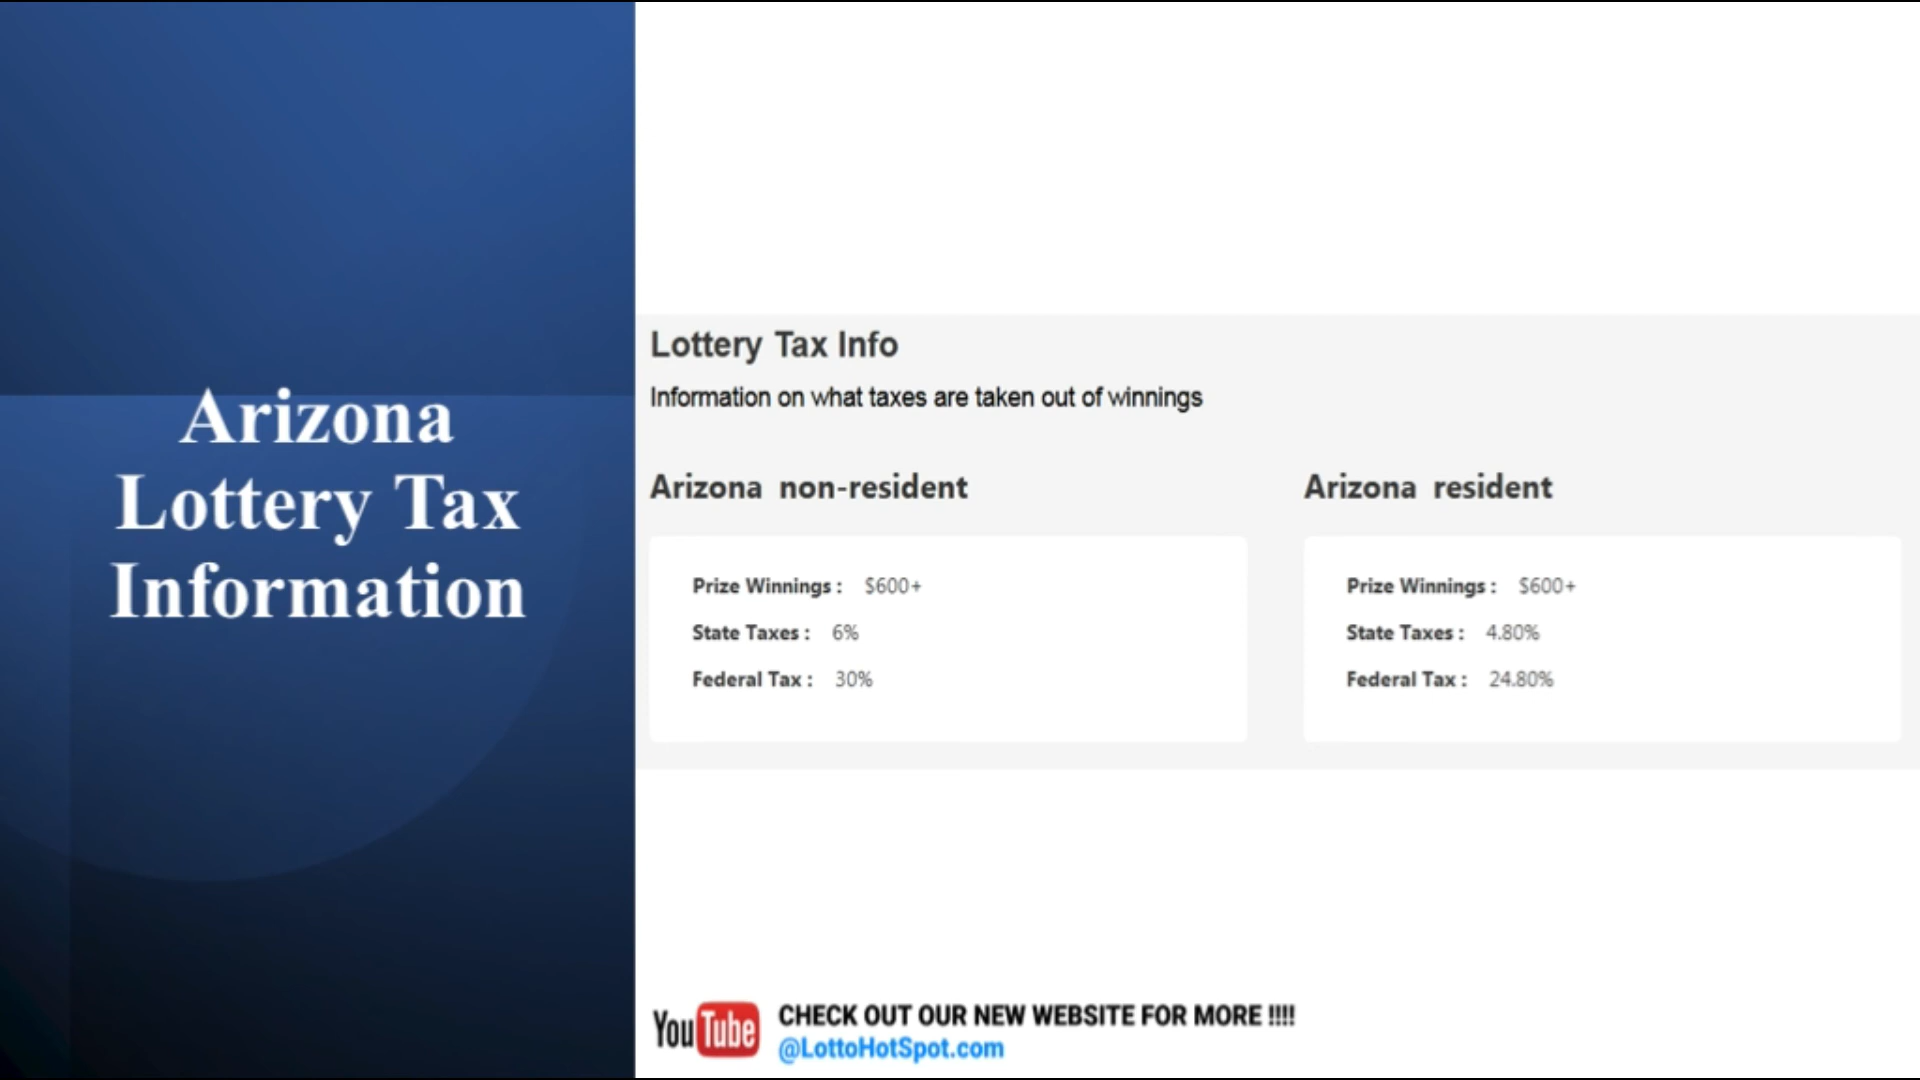 Arizona
Lottery Tax
Information
Lottery Tax Info
Information on what taxes are taken out of winnings
Arizona non-resident
Prize Winnings : $600+
State Taxes : 6%
Federal Tax : 30%
Arizona resident
Prize Winnings : $600+
State Taxes : 4.80%
Federal Tax : 24.80%
YouTube
CHECK OUT OUR NEW WEBSITE FOR MORE !!!!
@LottoHotSpot.com